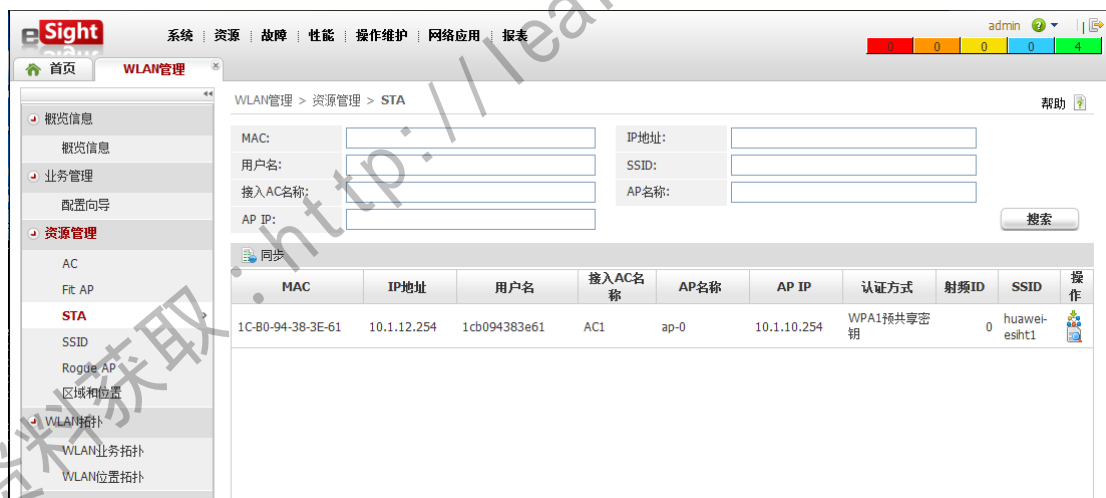 eSight
系统 资源 故障 性能 操作维护 网络应用 报表
admin
0 0 0 0 4
首页 WLAN管理
WLAN管理 > 资源管理 > STA
帮助
概览信息
概览信息
业务管理
配置向导
资源管理
AC
Fit AP
STA
SSID
Rogue AP
区域和位置
WLAN拓扑
WLAN业务拓扑
WLAN位置拓扑
MAC: IP地址:
用户名: SSID:
接入AC名称: AP名称:
AP IP:
搜索
同步
MAC IP地址 用户名 接入AC名称 AP名称 AP IP 认证方式 射频ID SSID 操作
1C-B0-94-38-3E-61 10.1.12.254 1cb094383e61 AC1 ap-0 10.1.10.254 WPA1预共享密钥 0 huawei-esiht1
资料获取:http://lear